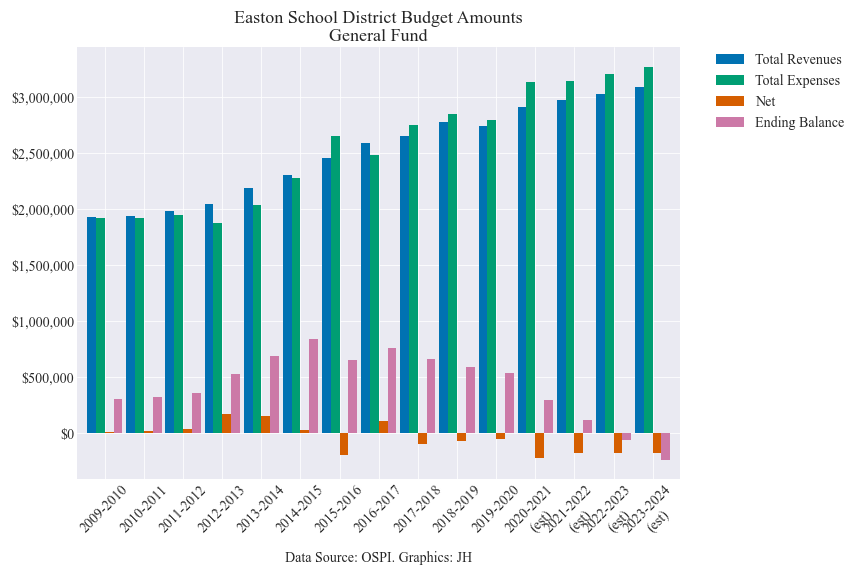 Easton School District Budget Amounts
General Fund
Total Revenues
Total Expenses
Net
Ending Balance
$3,000,000
$2,500,000
$2,000,000
$1,500,000
$1,000,000
$500,000
$0
2009-2010
2010-2011
2011-2012
2012-2013
2013-2014
2014-2015
2015-2016
2016-2017
2017-2018
2018-2019
2019-2020
2020-2021
(est)
2021-2022
(est)
2022-2023
(est)
2023-2024
(est)
Data Source: OSPI. Graphics: JH